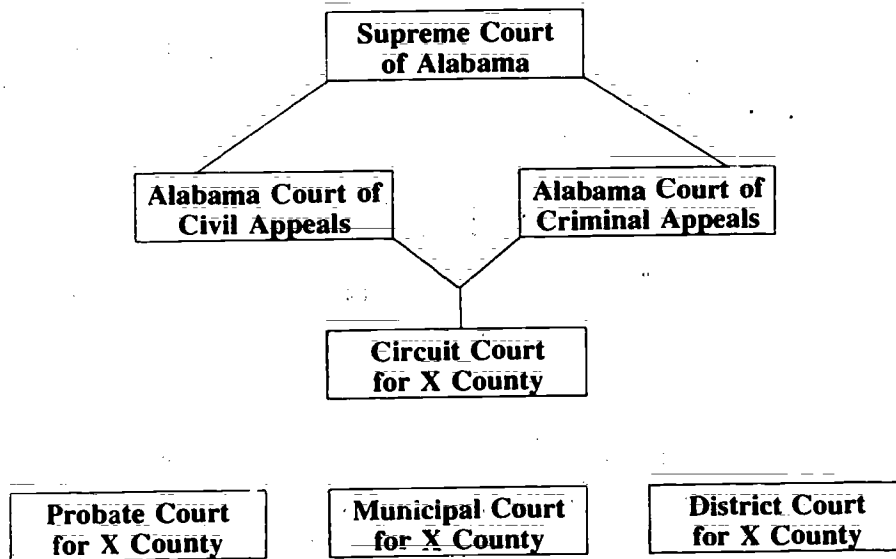 Supreme Court
of Alabama
Alabama Court of
Civil Appeals
Alabama Court of
Criminal Appeals
Circuit Court
for X County
Probate Court
for X County
Municipal Court
for X County
District Court
for X County